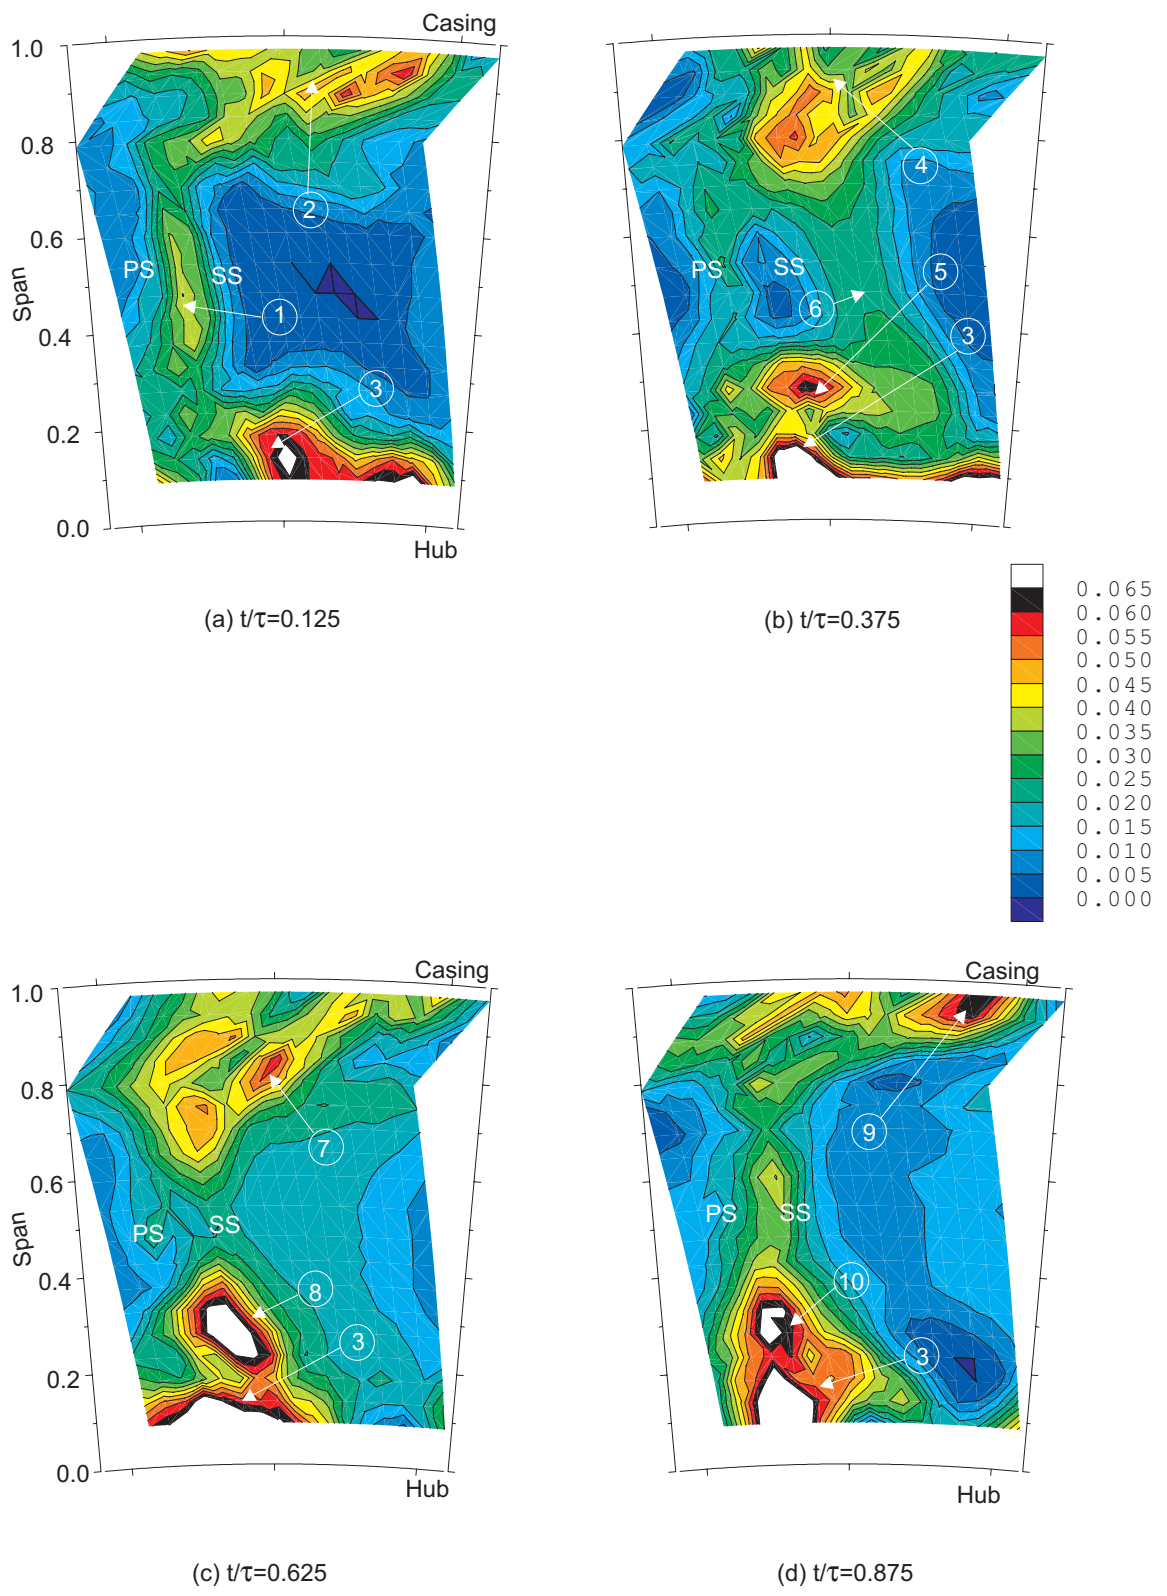 Casing
1.0
0.8
0.6
Span
0.4
0.2
0.0
PS
SS
1
2
3
Hub
(a) t/τ=0.125
4
5
PS
SS
6
3
(b) t/τ=0.375
0.065
0.060
0.055
0.050
0.045
0.040
0.035
0.030
0.025
0.020
0.015
0.010
0.005
0.000
Casing
1.0
0.8
0.6
Span
0.4
0.2
0.0
7
PS
SS
8
3
Hub
(c) t/τ=0.625
Casing
9
PS
SS
10
3
Hub
(d) t/τ=0.875